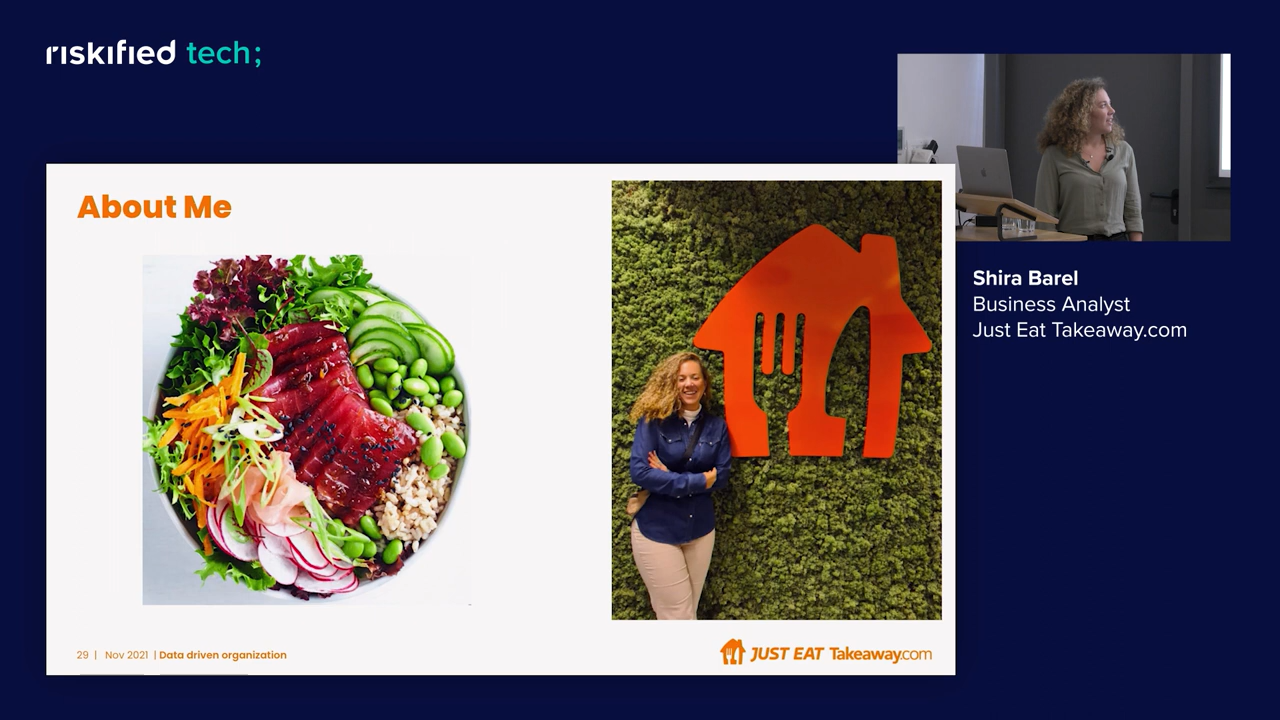 riskified tech;
About Me
29 | Nov 2021 | Data driven organization
JUST EAT Takeaway.com
Shira Barel
Business Analyst
Just Eat Takeaway.com